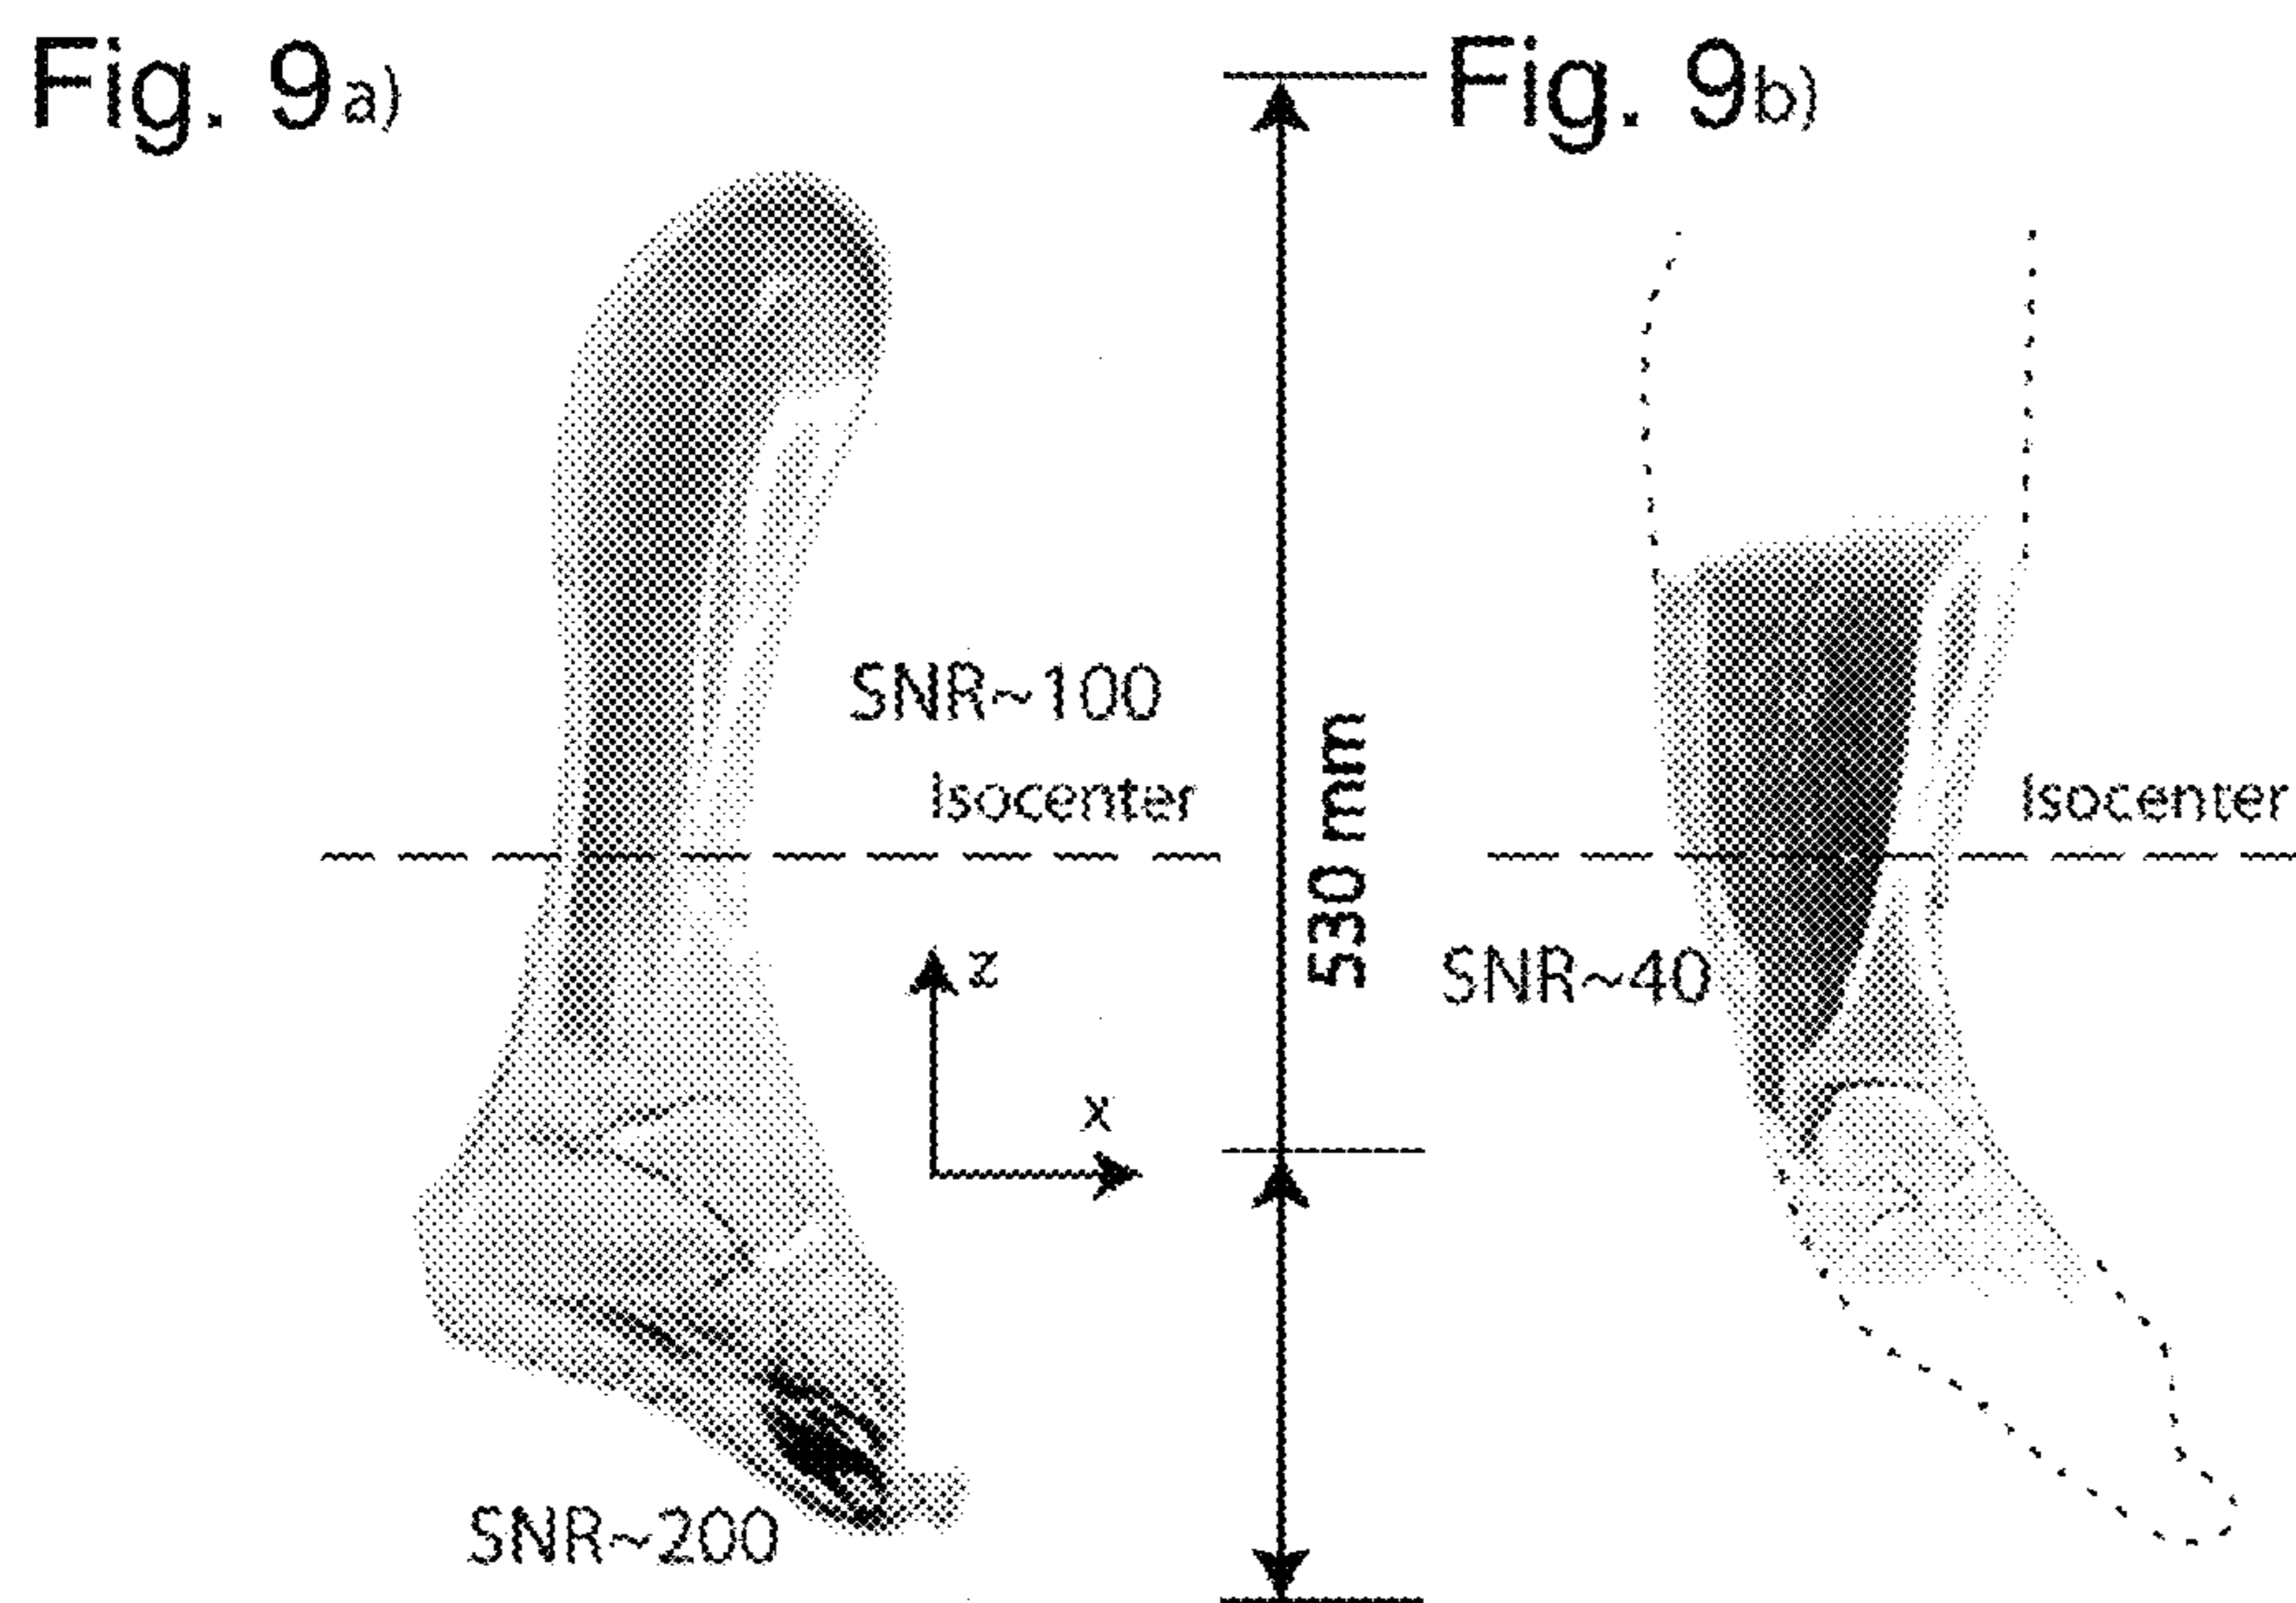 Fig. 9a)
Fig. 9b)
SNR~100
Isocenter
Isocenter
530 mm
z
SNR~40
x
SNR~200